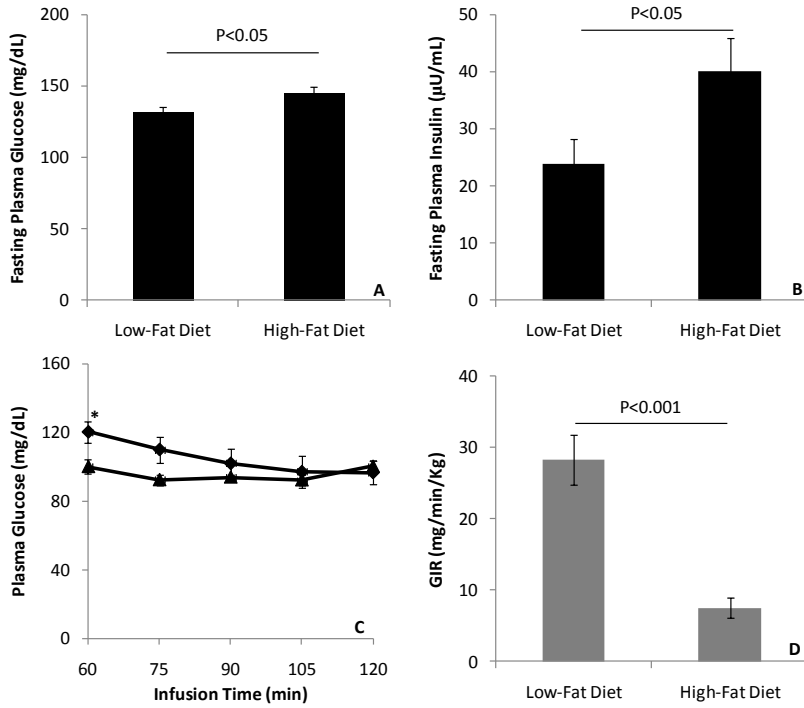 Fasting Plasma Glucose (mg/dL)
200
150
100
50
0
P<0.05
A
Low-Fat Diet
High-Fat Diet
Fasting Plasma Insulin (µU/mL)
50
40
30
20
10
0
P<0.05
B
Low-Fat Diet
High-Fat Diet
Plasma Glucose (mg/dL)
160
120
80
40
0
*
C
60
75
90
105
120
Infusion Time (min)
GIR (mg/min/Kg)
40
30
20
10
0
P<0.001
D
Low-Fat Diet
High-Fat Diet